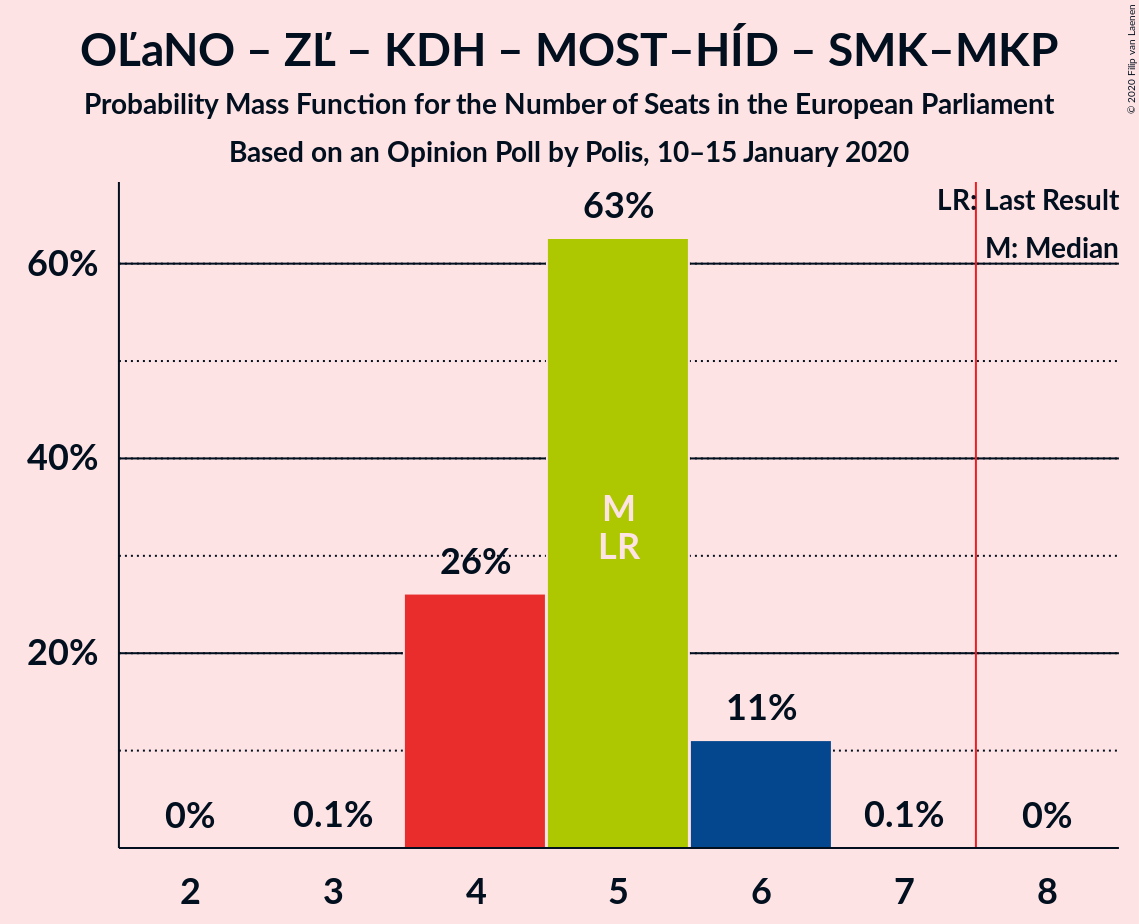 OĽaNO – ZĽ – KDH – MOST–HÍD – SMK–MKP
Probability Mass Function for the Number of Seats in the European Parliament
Based on an Opinion Poll by Polis, 10–15 January 2020
© 2020 Filip van Laenen
LR: Last Result
M: Median
60%
40%
20%
0%
0.1%
26%
63%
M
LR
11%
0.1%
0%
2
3
4
5
6
7
8